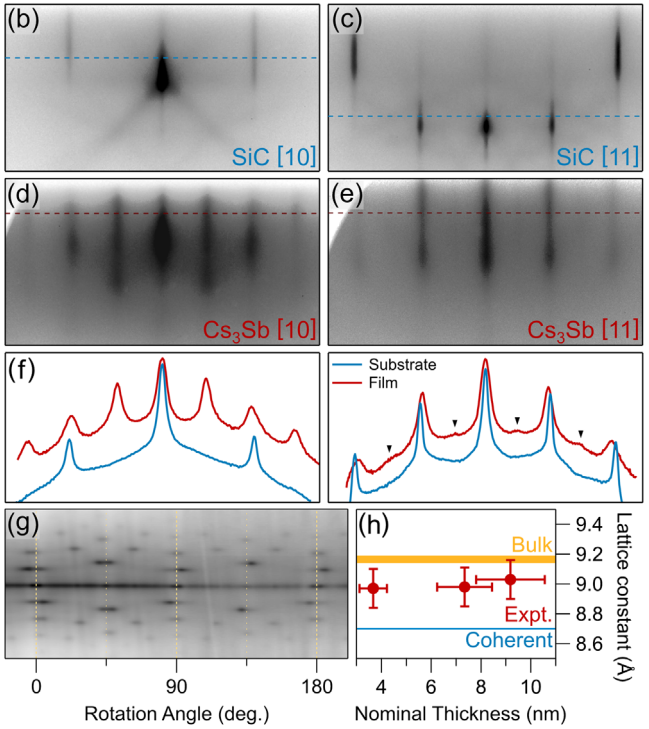 (b)
SiC [10]
(c)
SiC [11]
(d)
Cs₃Sb [10]
(e)
Cs₃Sb [11]
(f)
Substrate
Film
(g)
0 90 180
Rotation Angle (deg.)
(h)
Bulk
Expt.
Coherent
9.4
9.2
9.0
8.8
8.6
Lattice constant (Å)
4 6 8 10
Nominal Thickness (nm)